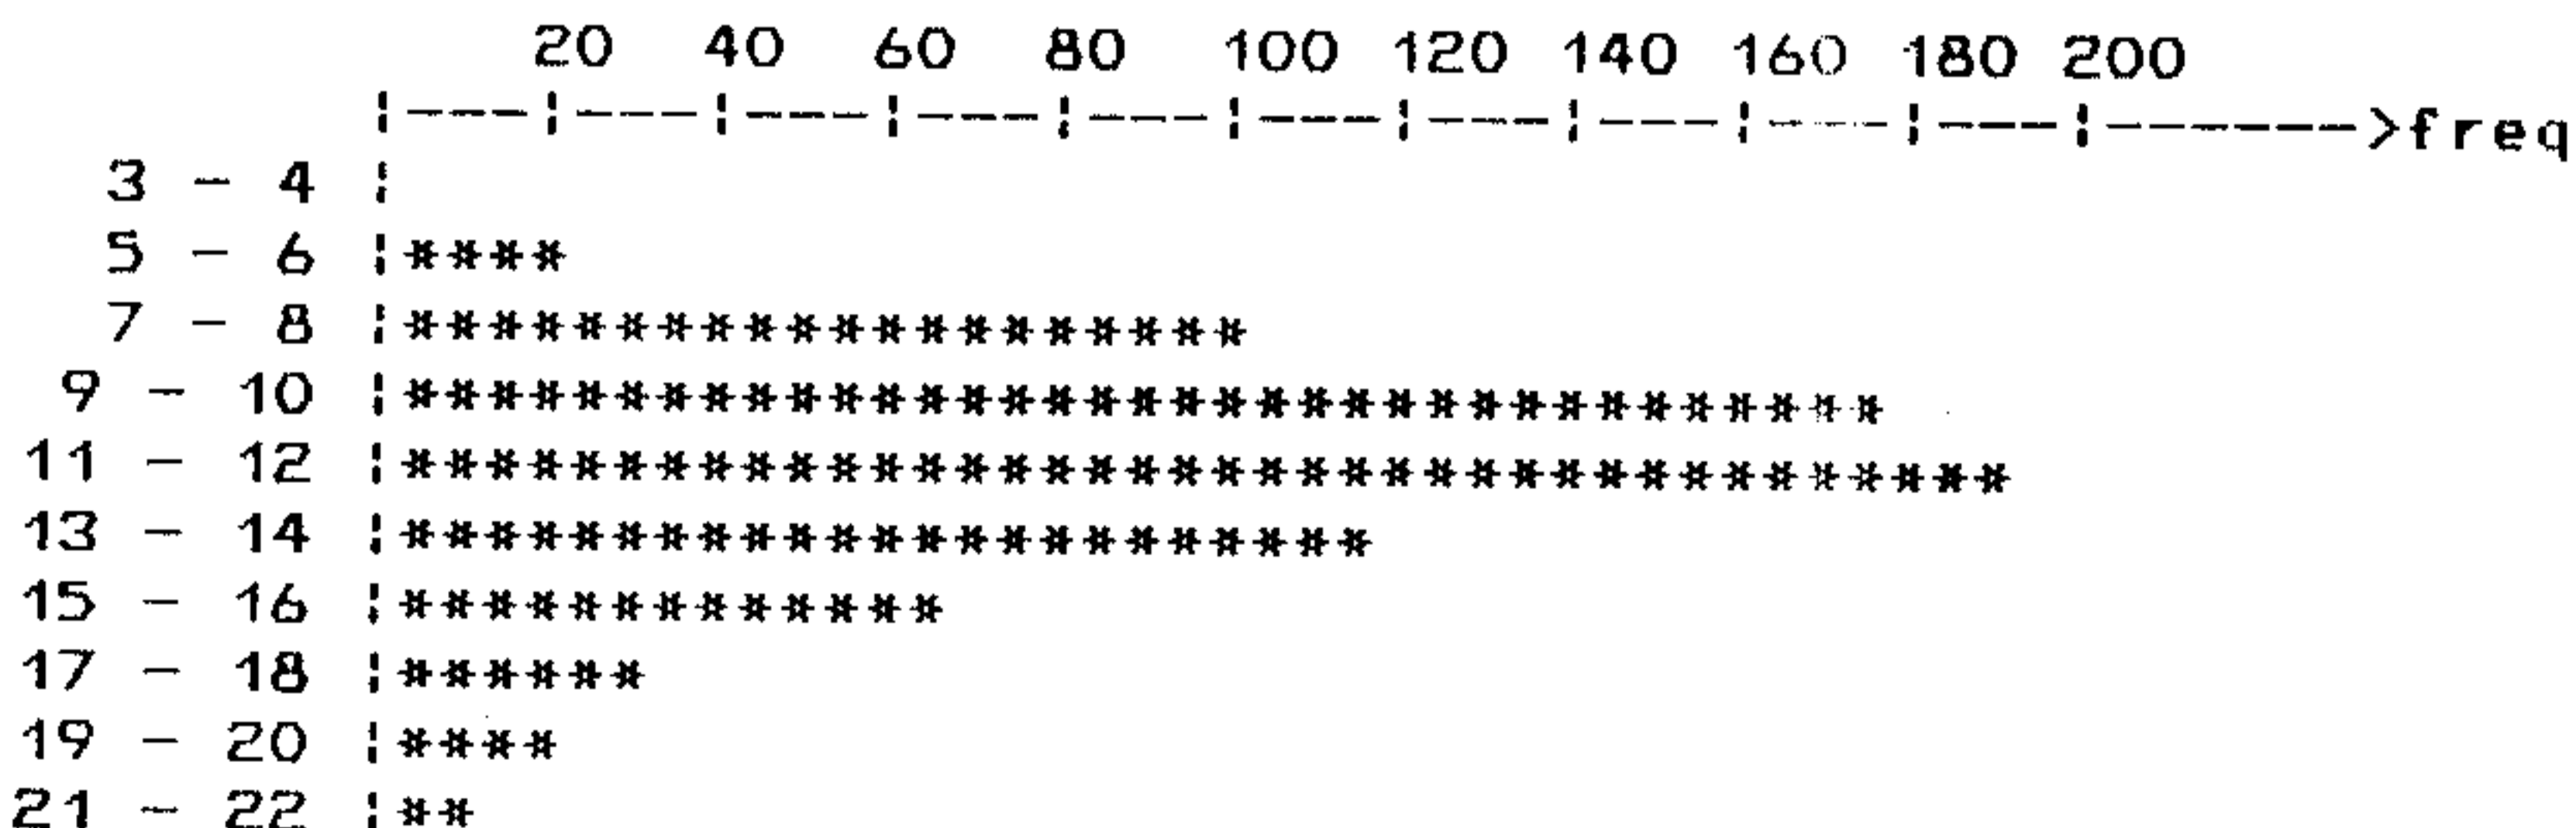 20 40 60 80 100 120 140 160 180 200
¦----¦----¦----¦----¦----¦----¦----¦----¦----¦----¦------->freq
3 - 4 ¦
5 - 6 ¦****
7 - 8 ¦********************
9 - 10 ¦***********************************
11 - 12 ¦**************************************
13 - 14 ¦***********************
15 - 16 ¦*************
17 - 18 ¦******
19 - 20 ¦****
21 - 22 ¦**